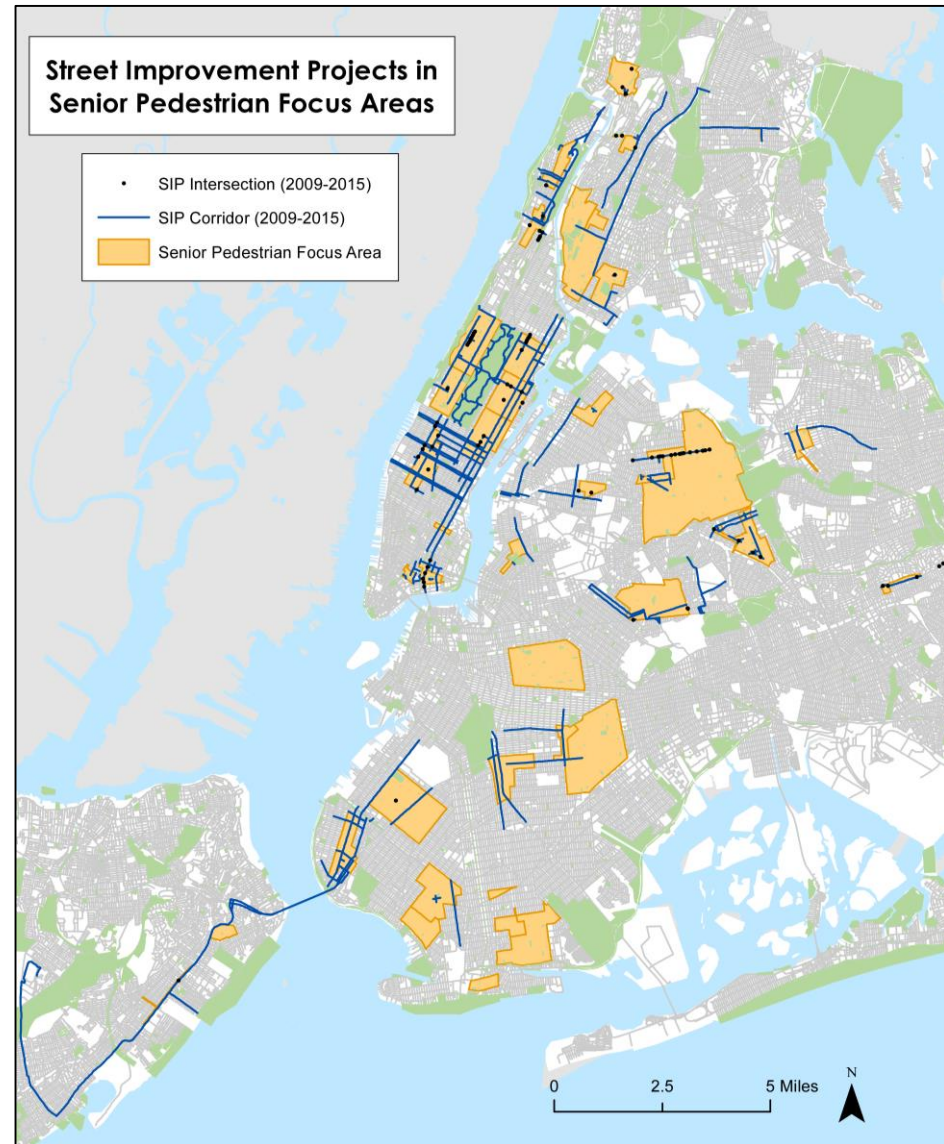 Street Improvement Projects in
Senior Pedestrian Focus Areas
SIP Intersection (2009-2015)
SIP Corridor (2009-2015)
Senior Pedestrian Focus Area
0 2.5 5 Miles
N